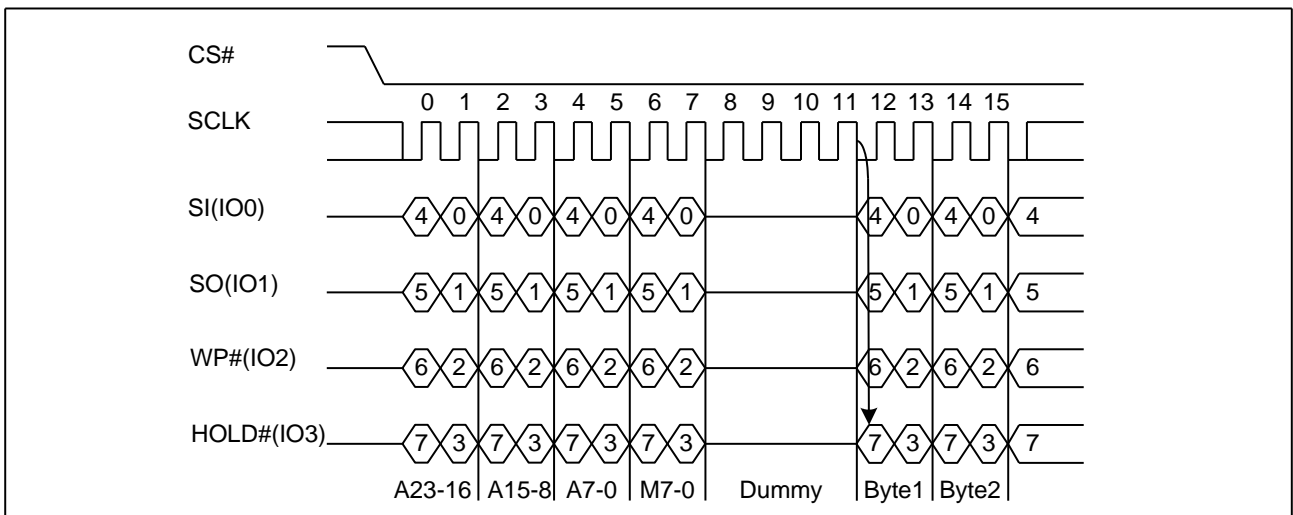 CS#
0 1 2 3 4 5 6 7 8 9 10 11 12 13 14 15
SCLK
SI(IO0) 4 0 4 0 4 0 4 0 4 0 4 0 4
SO(IO1) 5 1 5 1 5 1 5 1 5 1 5 1 5
WP#(IO2) 6 2 6 2 6 2 6 2 6 2 6 2 6
HOLD#(IO3) 7 3 7 3 7 3 7 3 7 3 7 3 7
A23-16 A15-8 A7-0 M7-0 Dummy Byte1 Byte2